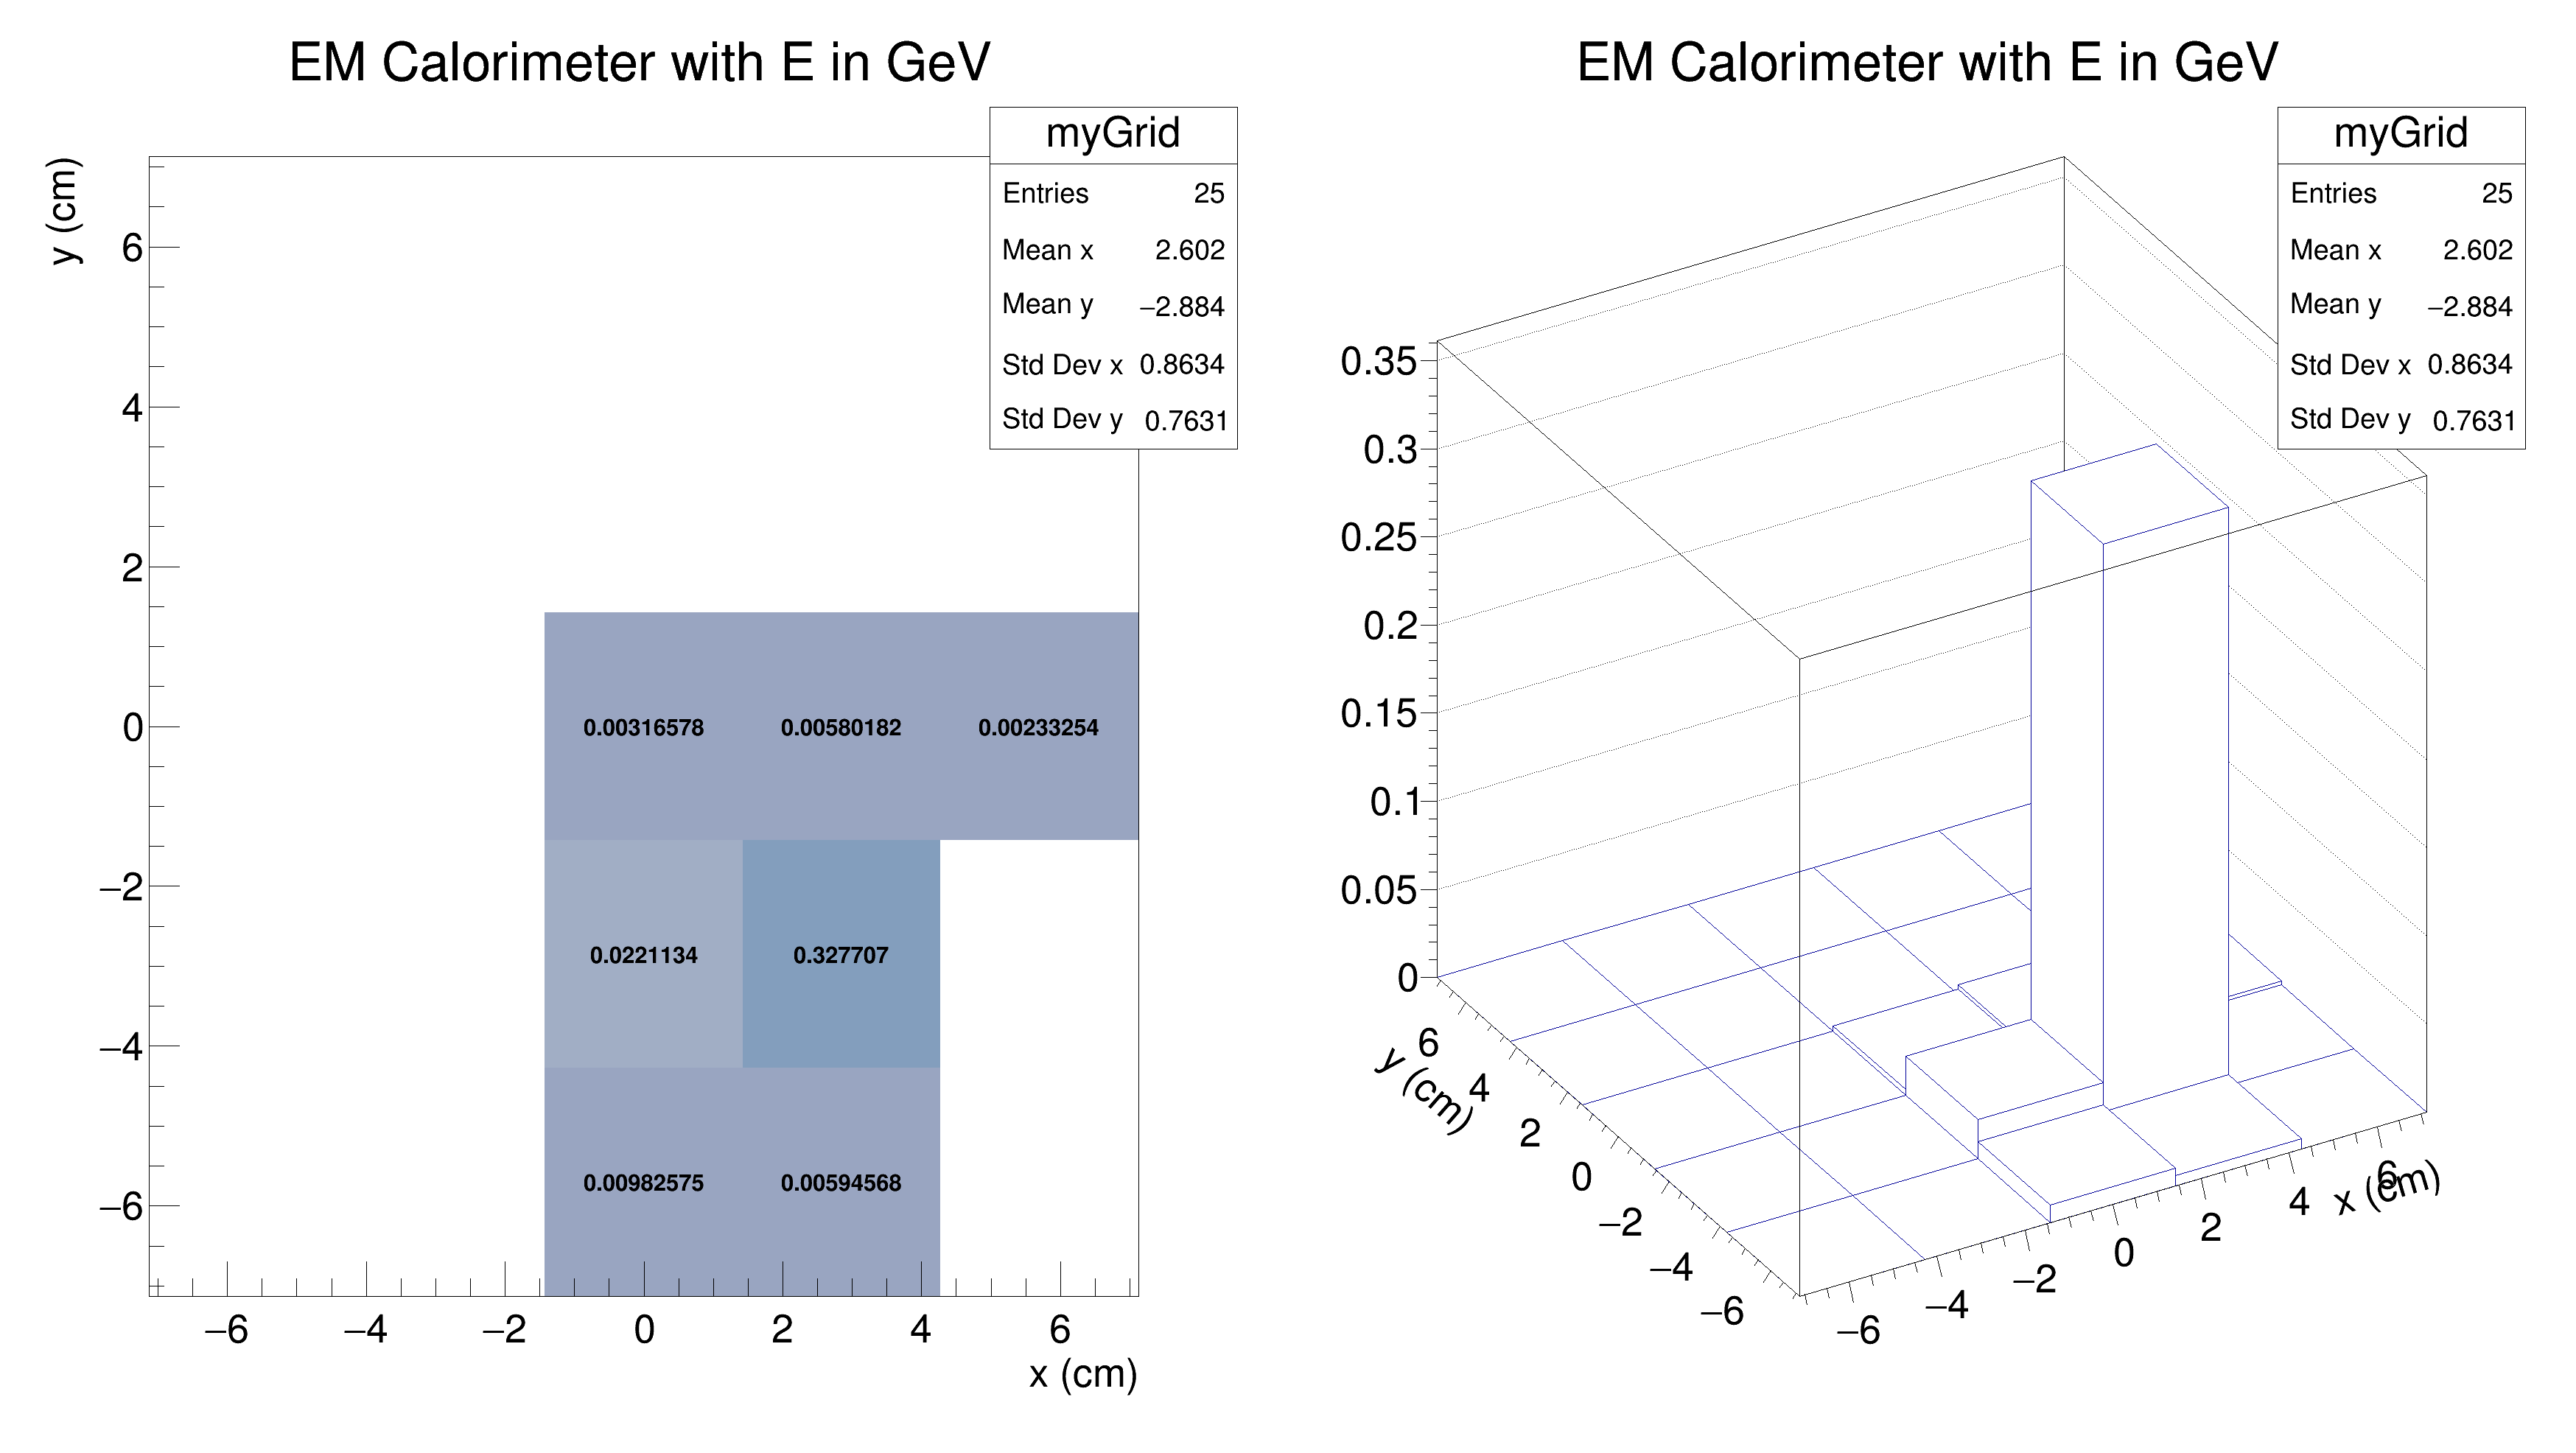 EM Calorimeter with E in GeV
myGrid
Entries 25
Mean x 2.602
Mean y −2.884
Std Dev x 0.8634
Std Dev y 0.7631
y (cm)
6
4
2
0
−2
−4
−6
0.00316578 0.00580182 0.00233254
0.0221134 0.327707
0.00982575 0.00594568
−6 −4 −2 0 2 4 6
x (cm)
EM Calorimeter with E in GeV
myGrid
Entries 25
Mean x 2.602
Mean y −2.884
Std Dev x 0.8634
Std Dev y 0.7631
0.35
0.3
0.25
0.2
0.15
0.1
0.05
0
6
4
2
0
−2
−4
−6
y (cm)
−6
−4
−2
0
2
4
6
x (cm)